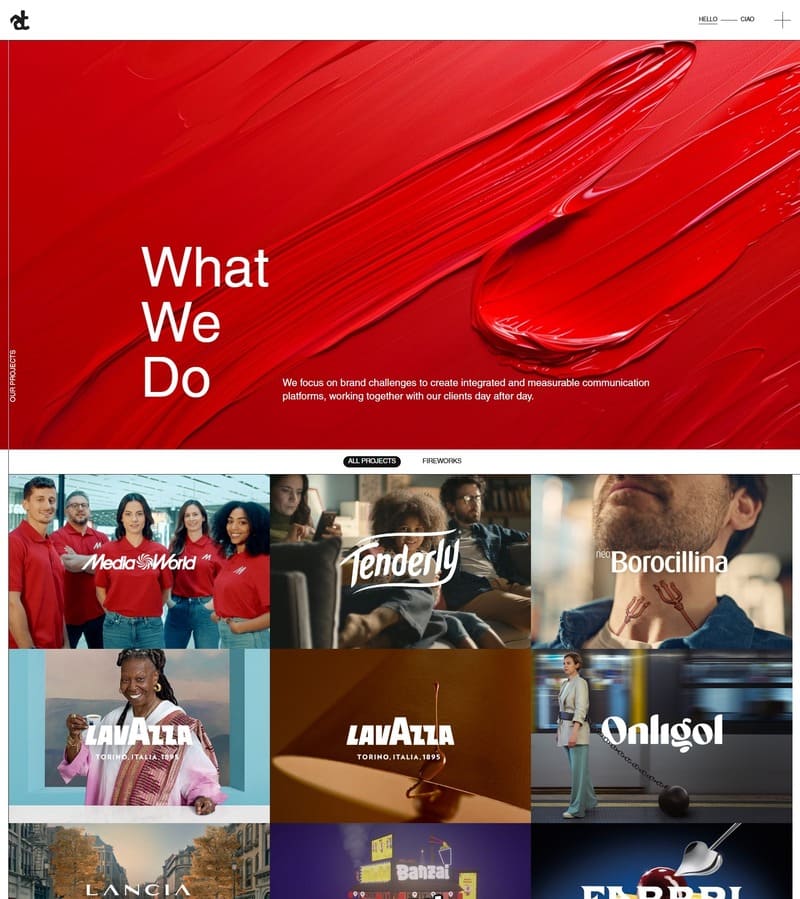 HELLO
CIAO
What
We
Do
OUR PROJECTS
We focus on brand challenges to create integrated and measurable communication
platforms, working together with our clients day after day.
ALL PROJECTS
FIREWORKS
MediaWorld
Tenderly
neo
Borocillina
LAVAZZA
TORINO, ITALIA, 1895
LAVAZZA
TORINO, ITALIA, 1895
Onligol
LANCIA
Banzai
FABBRI